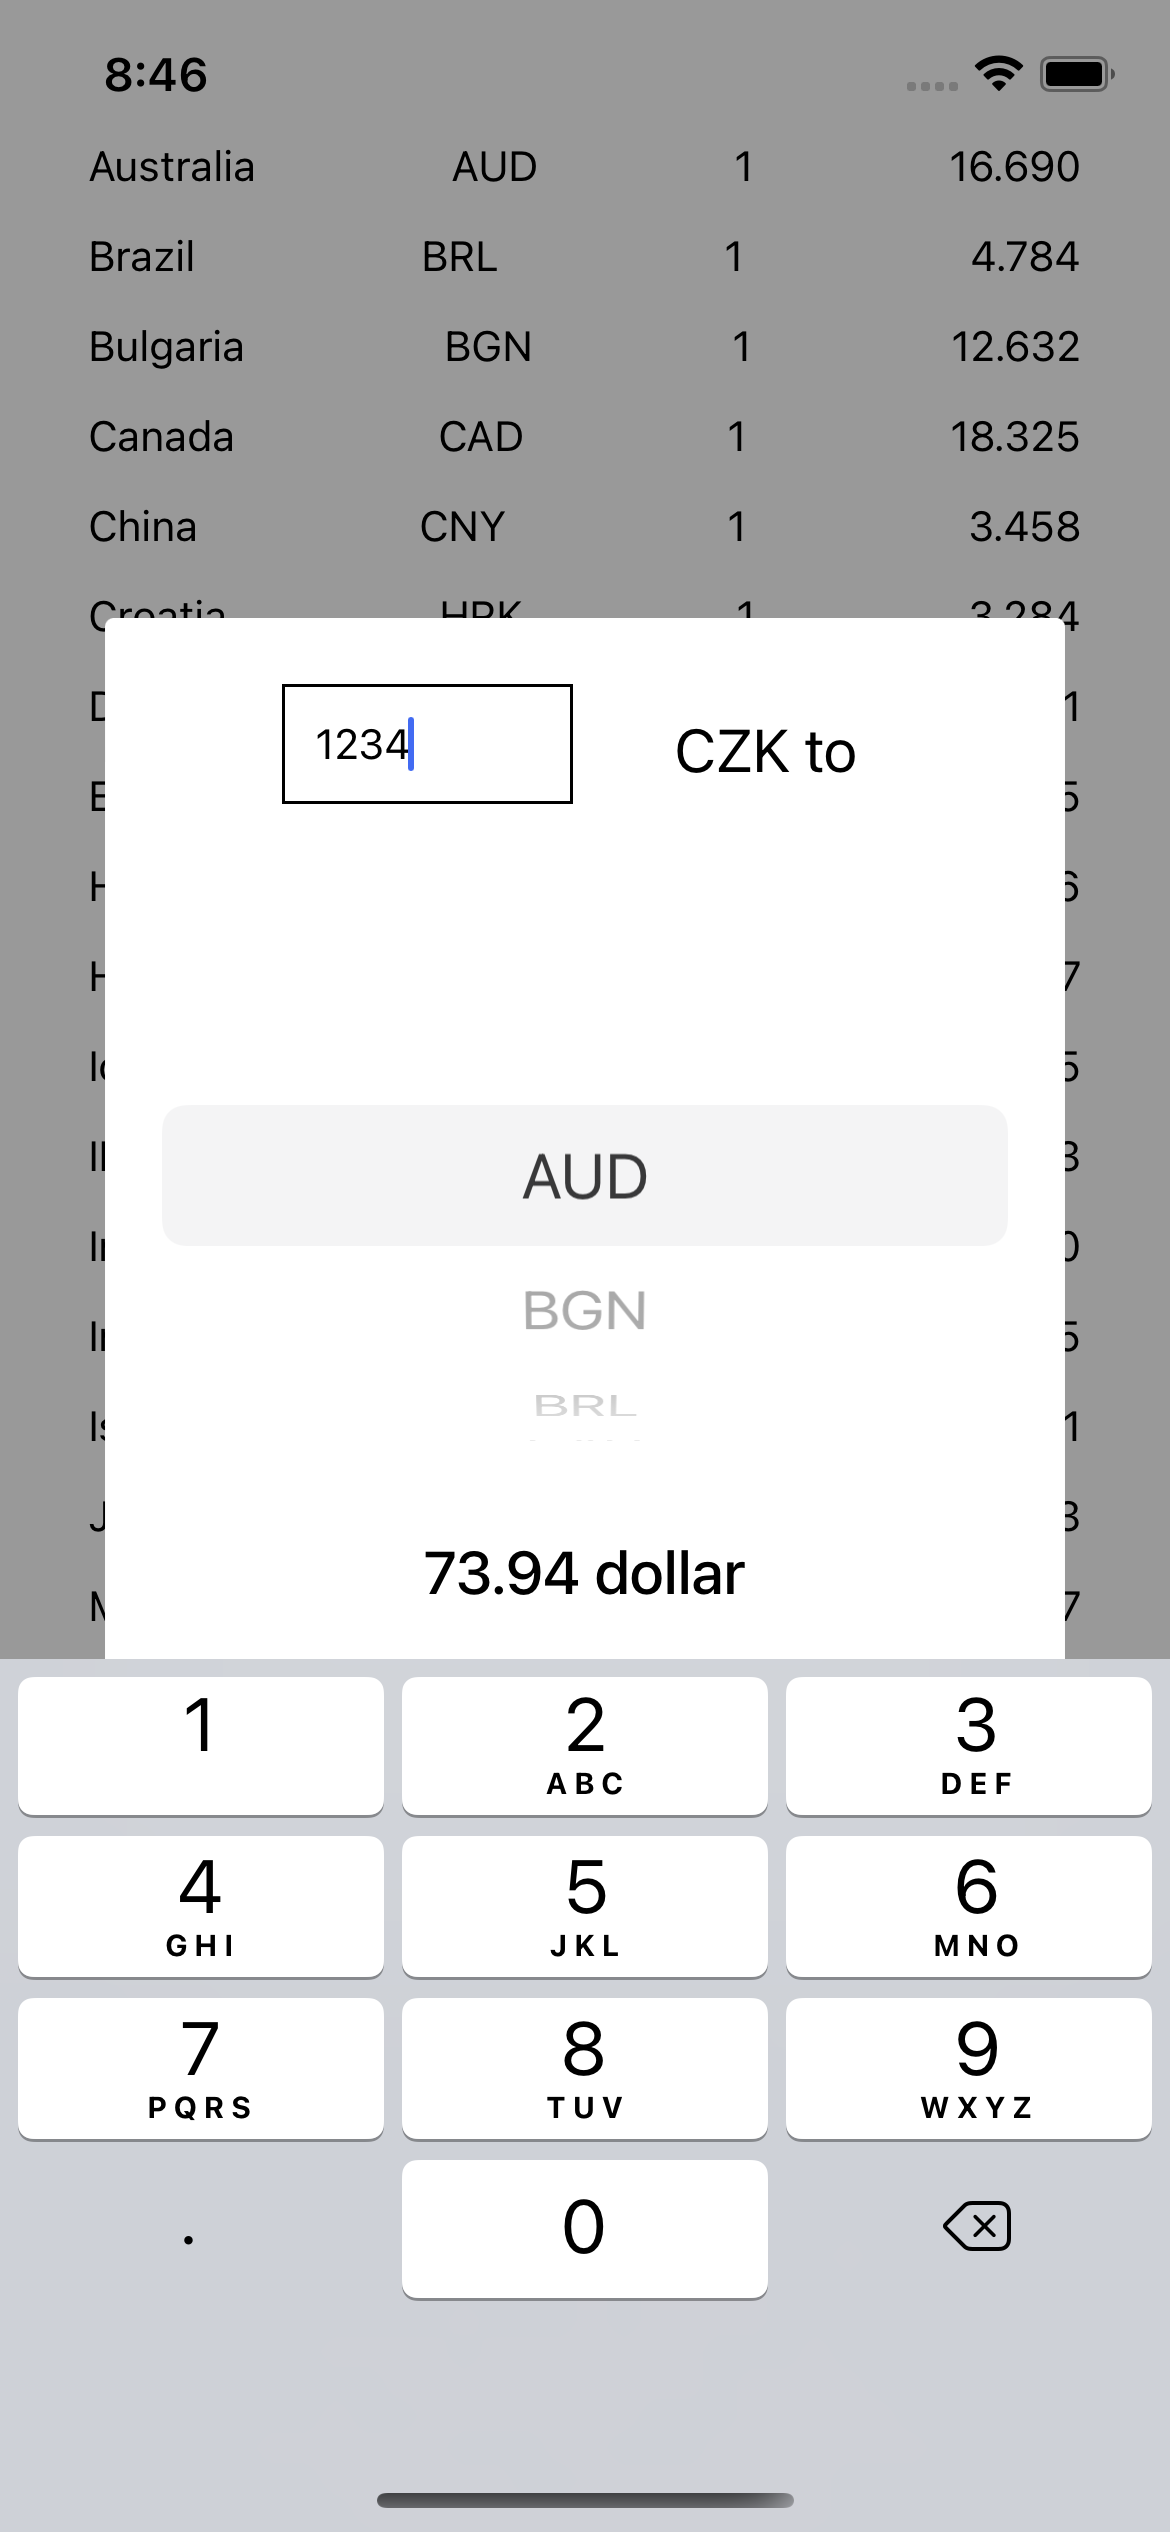 8:46
Australia AUD 1 16.690
Brazil BRL 1 4.784
Bulgaria BGN 1 12.632
Canada CAD 1 18.325
China CNY 1 3.458
Croatia HRK 1 3.284
1234 CZK to
AUD
BGN
BRL
73.94 dollar
1 2 3
ABC DEF
4 5 6
GHI JKL MNO
7 8 9
PQRS TUV WXYZ
. 0